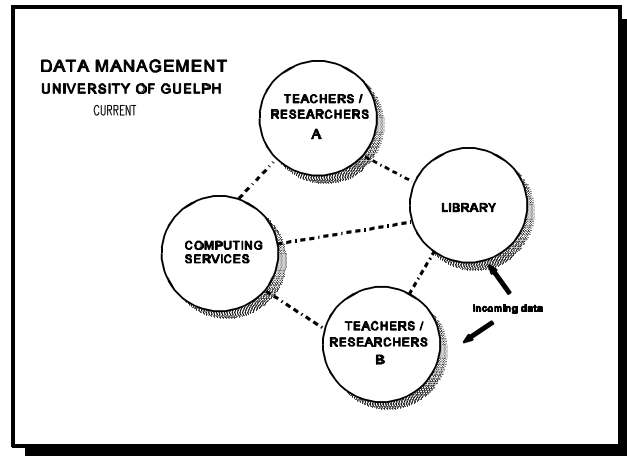 DATA MANAGEMENT
UNIVERSITY OF GUELPH
CURRENT
TEACHERS /
RESEARCHERS
A
LIBRARY
COMPUTING
SERVICES
incoming data
TEACHERS /
RESEARCHERS
B